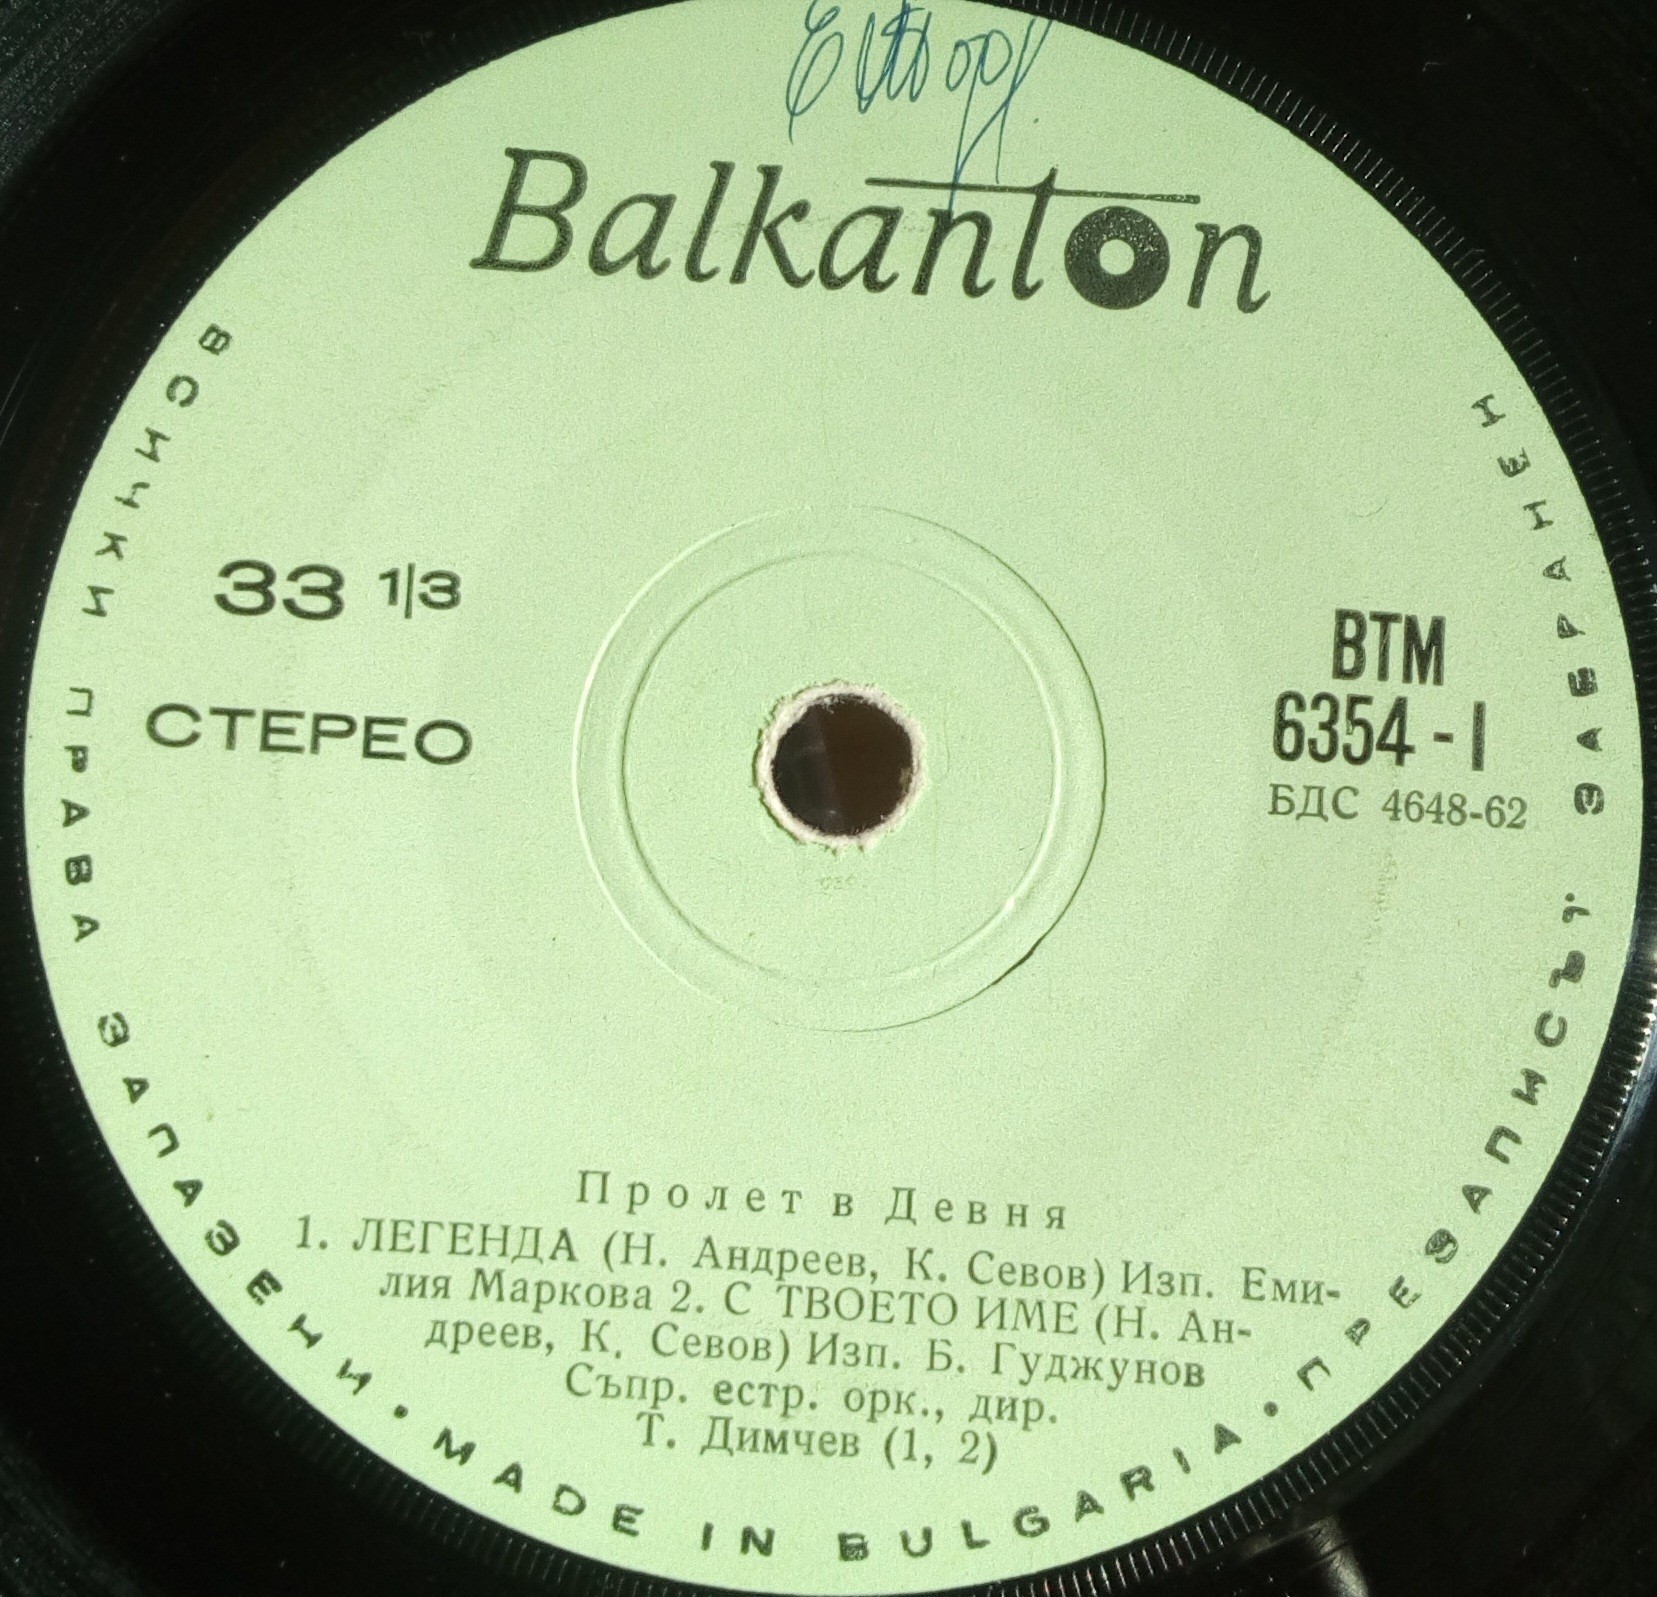 Balkanton
33 1/3
СТЕРЕО
ВТМ
6354 - I
БДС 4648-62
Пролет в Девня
1. ЛЕГЕНДА (Н. Андреев, К. Севов) Изп. Еми-
лия Маркова 2. С ТВОЕТО ИМЕ (Н. Ан-
дреев, К. Севов) Изп. Б. Гуджунов
Съпр. естр. орк., дир.
Т. Димчев (1, 2)
ВСИЧКИ ПРАВА ЗАПАЗЕНИ · MADE IN BULGARIA · ПРЕЗАПИСЪТ ЗАБРАНЕН